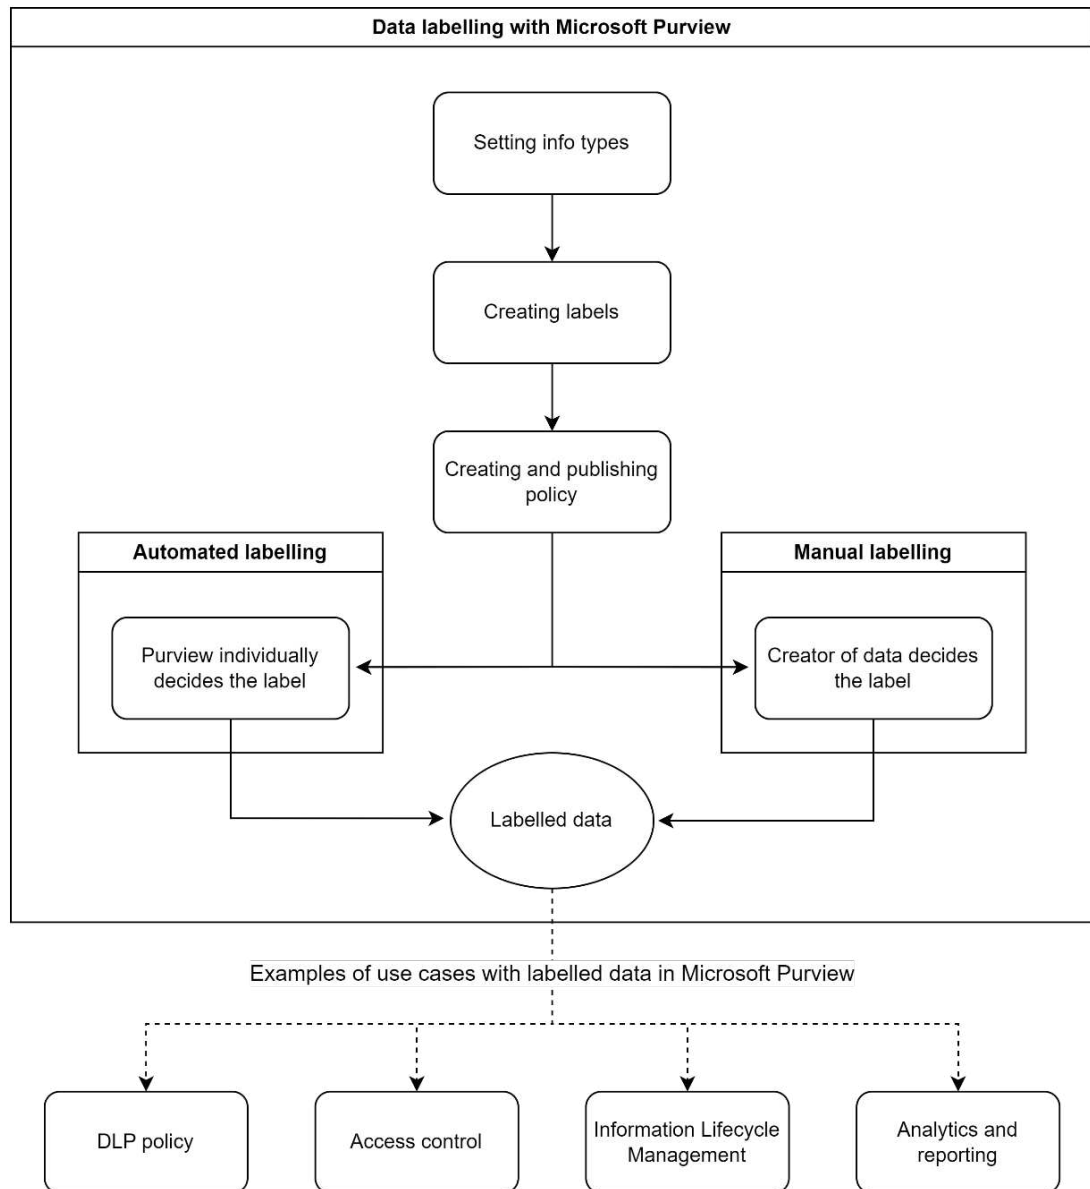 Data labelling with Microsoft Purview
Setting info types
Creating labels
Creating and publishing
policy
Automated labelling
Purview individually
decides the label
Manual labelling
Creator of data decides
the label
Labelled data
Examples of use cases with labelled data in Microsoft Purview
DLP policy
Access control
Information Lifecycle
Management
Analytics and
reporting